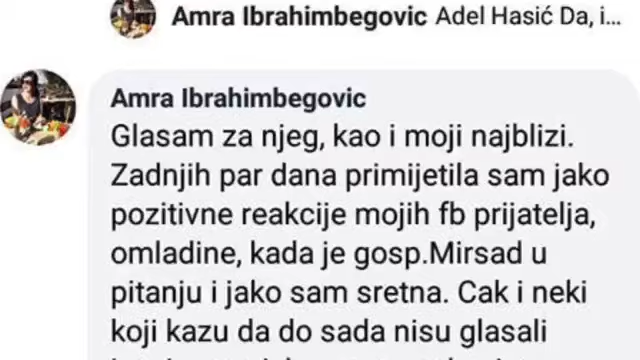 Amra Ibrahimbegovic Adel Hasić Da, i...
Amra Ibrahimbegovic
Glasam za njeg, kao i moji najblizi.
Zadnjih par dana primijetila sam jako
pozitivne reakcije mojih fb prijatelja,
omladine, kada je gosp.Mirsad u
pitanju i jako sam sretna. Cak i neki
koji kazu da do sada nisu glasali